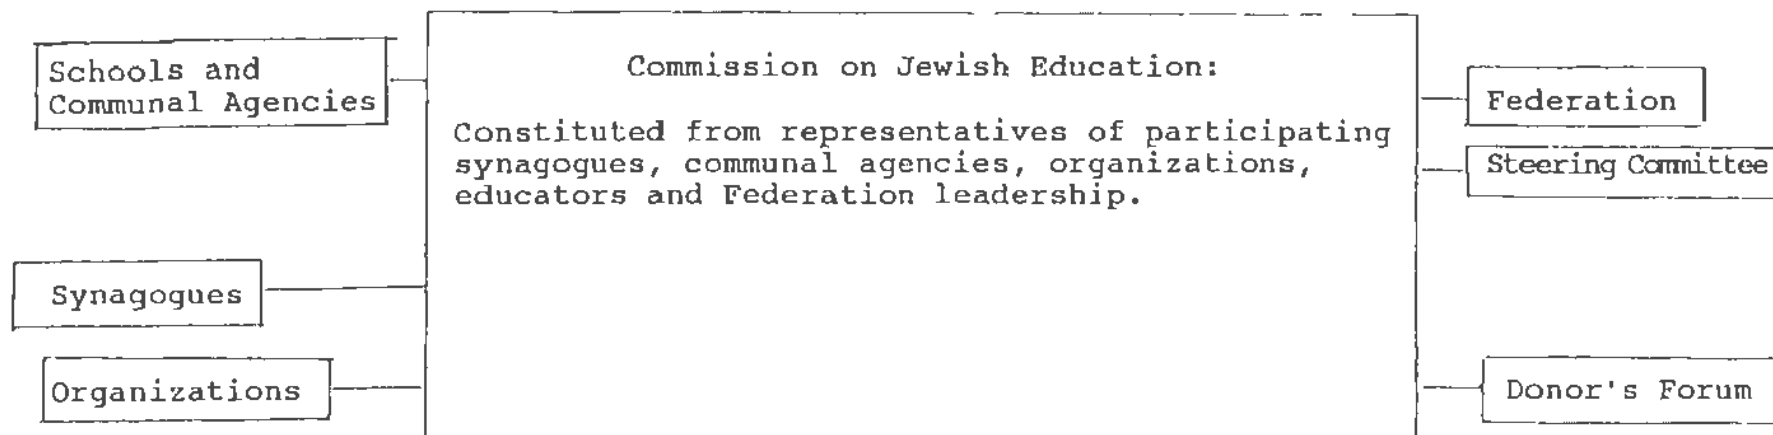 Schools and
Communal Agencies
Synagogues
Organizations
Commission on Jewish Education:
Constituted from representatives of participating
synagogues, communal agencies, organizations,
educators and Federation leadership.
Federation
Steering Committee
Donor's Forum